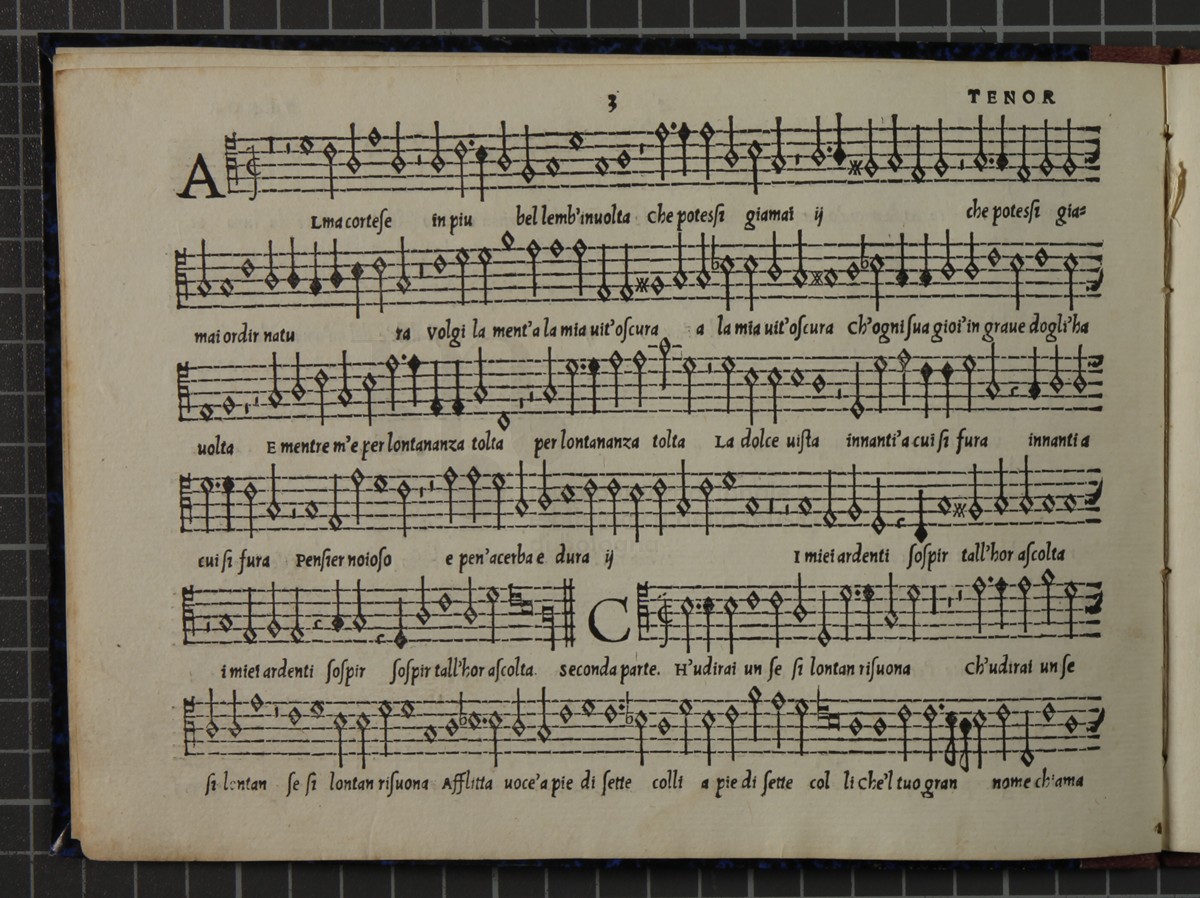 3 TENOR
A Lma cortese in piu bel lemb'inuolta che potessi giamai ij che potessi gia=
mai ordir natu ra volgi la ment'a la mia uit'oscura a la mia uit'oscura Ch'ogni sua gioi'in graue dogli'ha
uolta E mentre m'e per lontananza tolta per lontananza tolta La dolce uista innanti'a cui si fura innanti a
cui si fura Pensier noioso e pen'acerba e dura ij I miei ardenti sospir tall'hor ascolta
i miei ardenti sospir sospir tall'hor ascolta. Seconda parte. C H'udirai un se si lontan risuona Ch'udirai un se
si lontan se si lontan risuona Afflitta uoce'a pie di sette colli a pie di sette col li Che'l tuo gran nome chiama